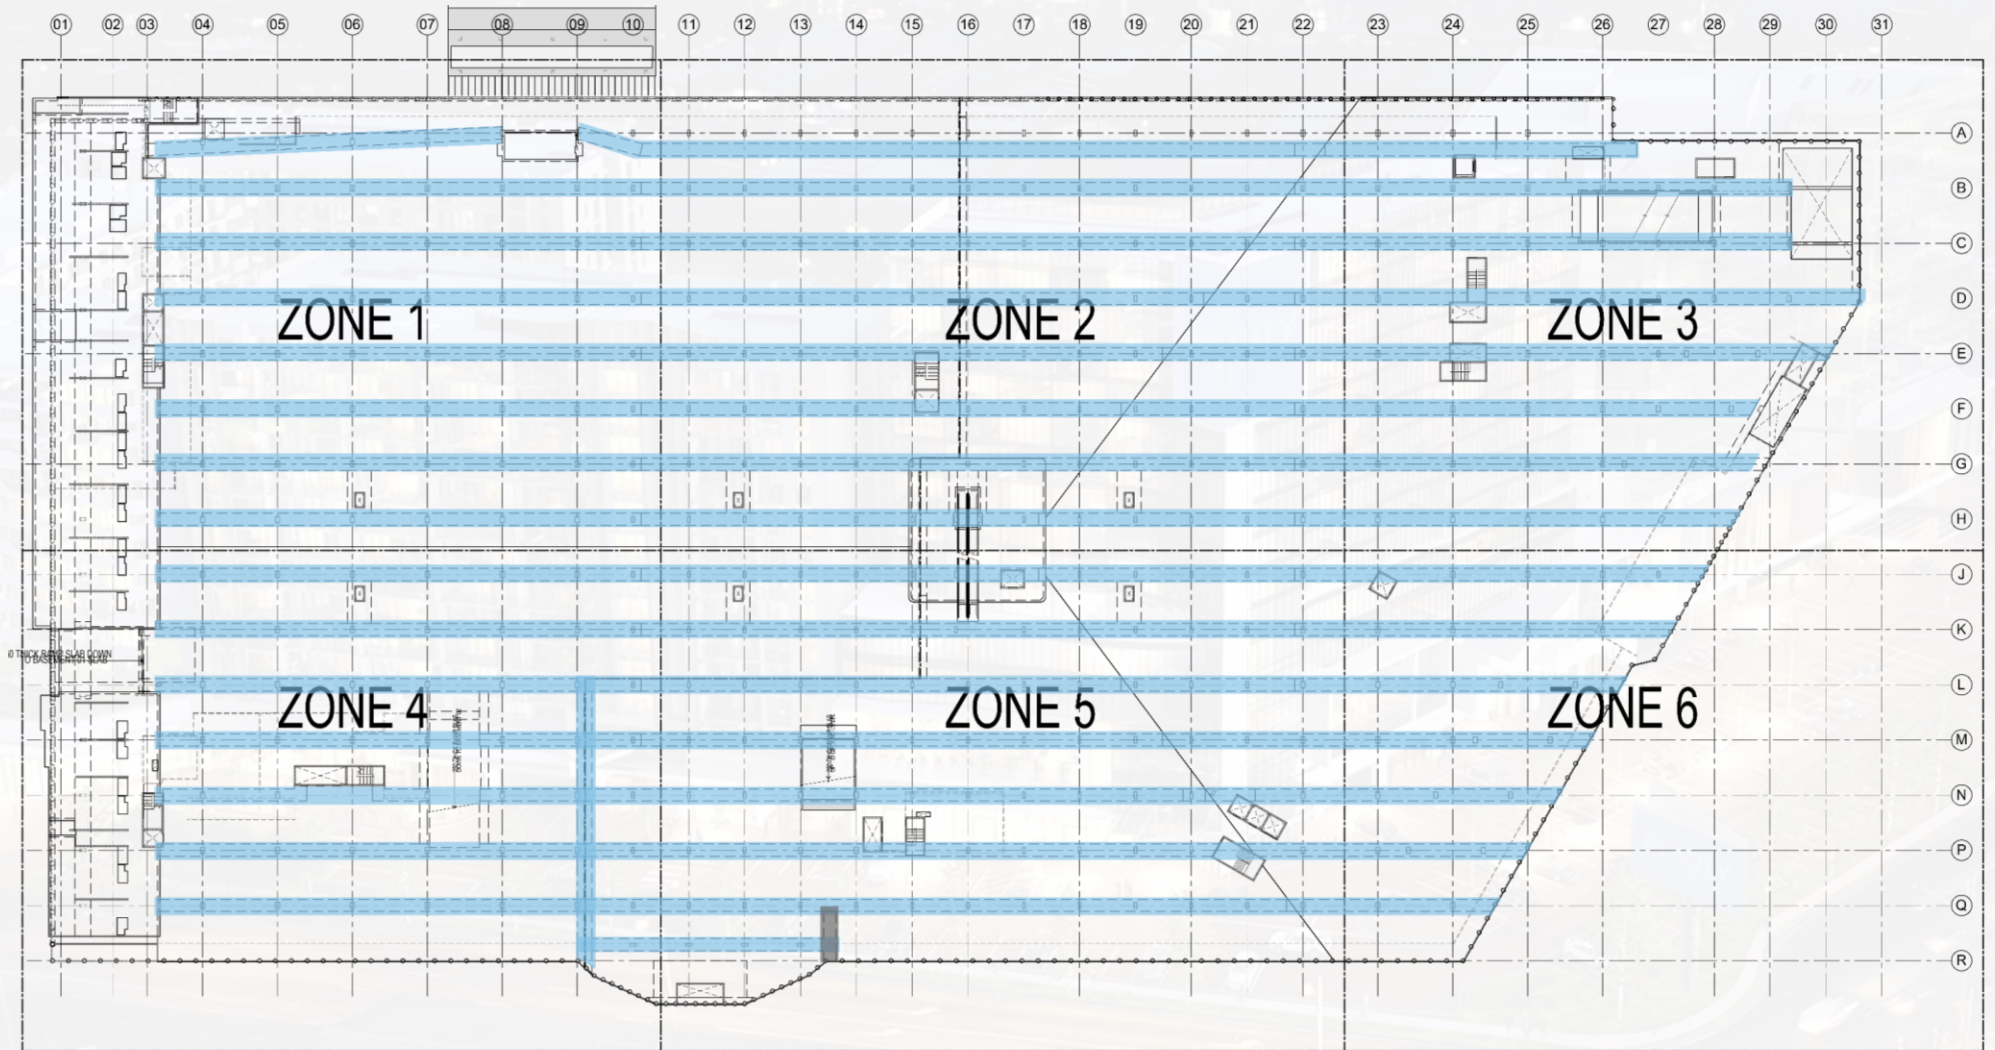 01 02 03 04 05 06 07 08 09 10 11 12 13 14 15 16 17 18 19 20 21 22 23 24 25 26 27 28 29 30 31
A
B
C
D
ZONE 1 ZONE 2 ZONE 3
E
F
G
H
J
K
SLAB DOWN
L
ZONE 4 ZONE 5 ZONE 6
M
N
P
Q
R